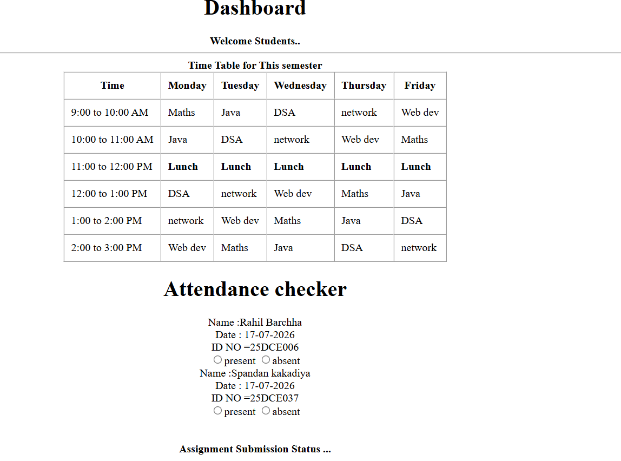 Dashboard
Welcome Students..
Time Table for This semester
Time Monday Tuesday Wednesday Thursday Friday
9:00 to 10:00 AM Maths Java DSA network Web dev
10:00 to 11:00 AM Java DSA network Web dev Maths
11:00 to 12:00 PM Lunch Lunch Lunch Lunch Lunch
12:00 to 1:00 PM DSA network Web dev Maths Java
1:00 to 2:00 PM network Web dev Maths Java DSA
2:00 to 3:00 PM Web dev Maths Java DSA network
Attendance checker
Name :Rahil Barchha
Date : 17-07-2026
ID NO =25DCE006
present absent
Name :Spandan kakadiya
Date : 17-07-2026
ID NO =25DCE037
present absent
Assignment Submission Status ...